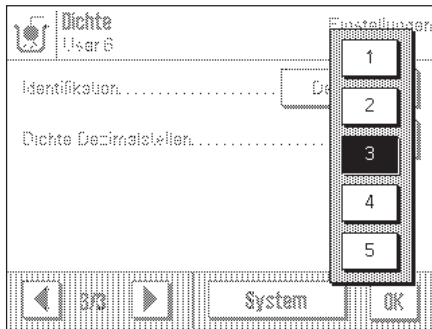 Dichte
Einstellungen
User 6
Identifikation
De
Dichte Dezimalstellen
1
2
3
4
5
3/3
System
OK